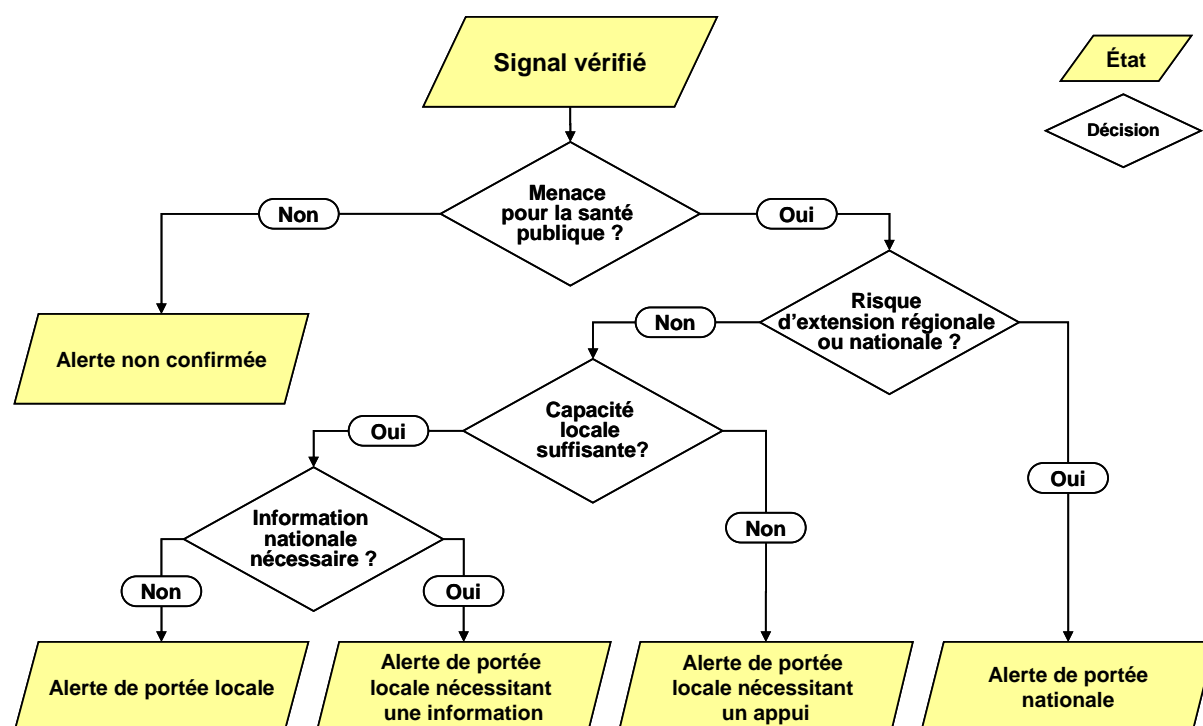 Signal vérifié
État
Décision
Menace
pour la santé
publique ?
Non
Oui
Risque
d'extension régionale
ou nationale ?
Non
Alerte non confirmée
Capacité
locale
suffisante?
Oui
Oui
Information
nationale
nécessaire ?
Non
Non
Oui
Alerte de portée locale
Alerte de portée
locale nécessitant
une information
Alerte de portée
locale nécessitant
un appui
Alerte de portée
nationale